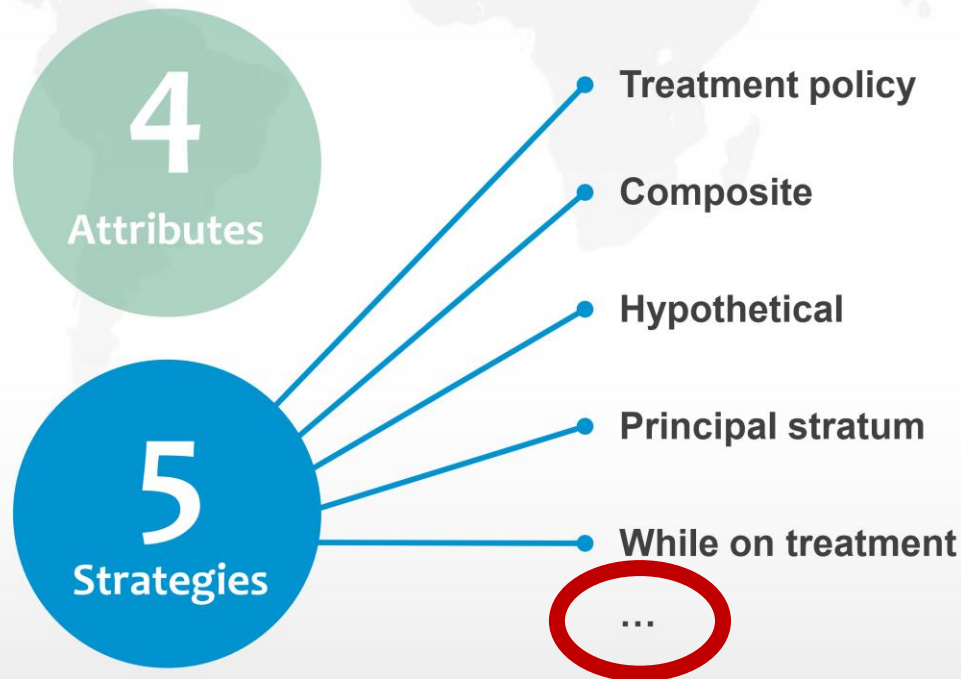 4
Attributes
5
Strategies
Treatment policy
Composite
Hypothetical
Principal stratum
While on treatment
...